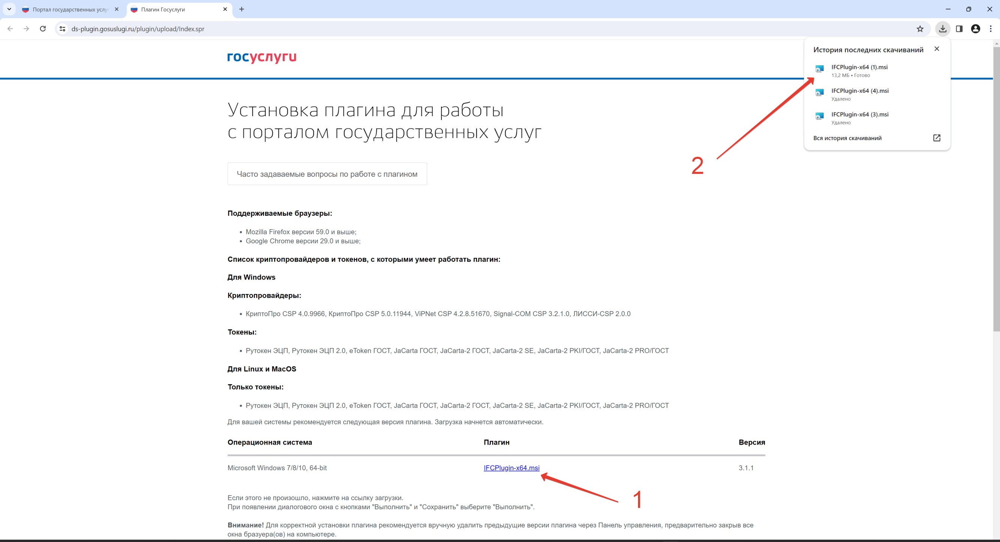 Портал государственных услу
Плагин Госуслуги
ds-plugin.gosuslugi.ru/plugin/upload/Index.spr
госуслуги
История последних скачиваний
IFCPlugin-x64 (1).msi
13,2 МБ • Готово
IFCPlugin-x64 (4).msi
Удалено
IFCPlugin-x64 (3).msi
Удалено
Вся история скачиваний
2
Установка плагина для работы
с порталом государственных услуг
Часто задаваемые вопросы по работе с плагином
Поддерживаемые браузеры:
• Mozilla Firefox версии 59.0 и выше;
• Google Chrome версии 29.0 и выше;
Список криптопровайдеров и токенов, с которыми умеет работать плагин:
Для Windows
Криптопровайдеры:
• КриптоПро CSP 4.0.9966, КриптоПро CSP 5.0.11944, ViPNet CSP 4.2.8.51670, Signal-COM CSP 3.2.1.0, ЛИССИ-CSP 2.0.0
Токены:
• Рутокен ЭЦП, Рутокен ЭЦП 2.0, eToken ГОСТ, JaCarta ГОСТ, JaCarta-2 ГОСТ, JaCarta-2 SE, JaCarta-2 PKI/ГОСТ, JaCarta-2 PRO/ГОСТ
Для Linux и MacOS
Только токены:
• Рутокен ЭЦП, Рутокен ЭЦП 2.0, eToken ГОСТ, JaCarta ГОСТ, JaCarta-2 ГОСТ, JaCarta-2 SE, JaCarta-2 PKI/ГОСТ, JaCarta-2 PRO/ГОСТ
Для вашей системы рекомендуется следующая версия плагина. Загрузка начнется автоматически.
Операционная система Плагин Версия
Microsoft Windows 7/8/10, 64-bit IFCPlugin-x64.msi 3.1.1
1
Если этого не произошло, нажмите на ссылку загрузки.
При появлении диалогового окна с кнопками "Выполнить" и "Сохранить" выберите "Выполнить".
Внимание! Для корректной установки плагина рекомендуется вручную удалить предыдущие версии плагина через Панель управления, предварительно закрыв все
окна бразуера(ов) на компьютере.